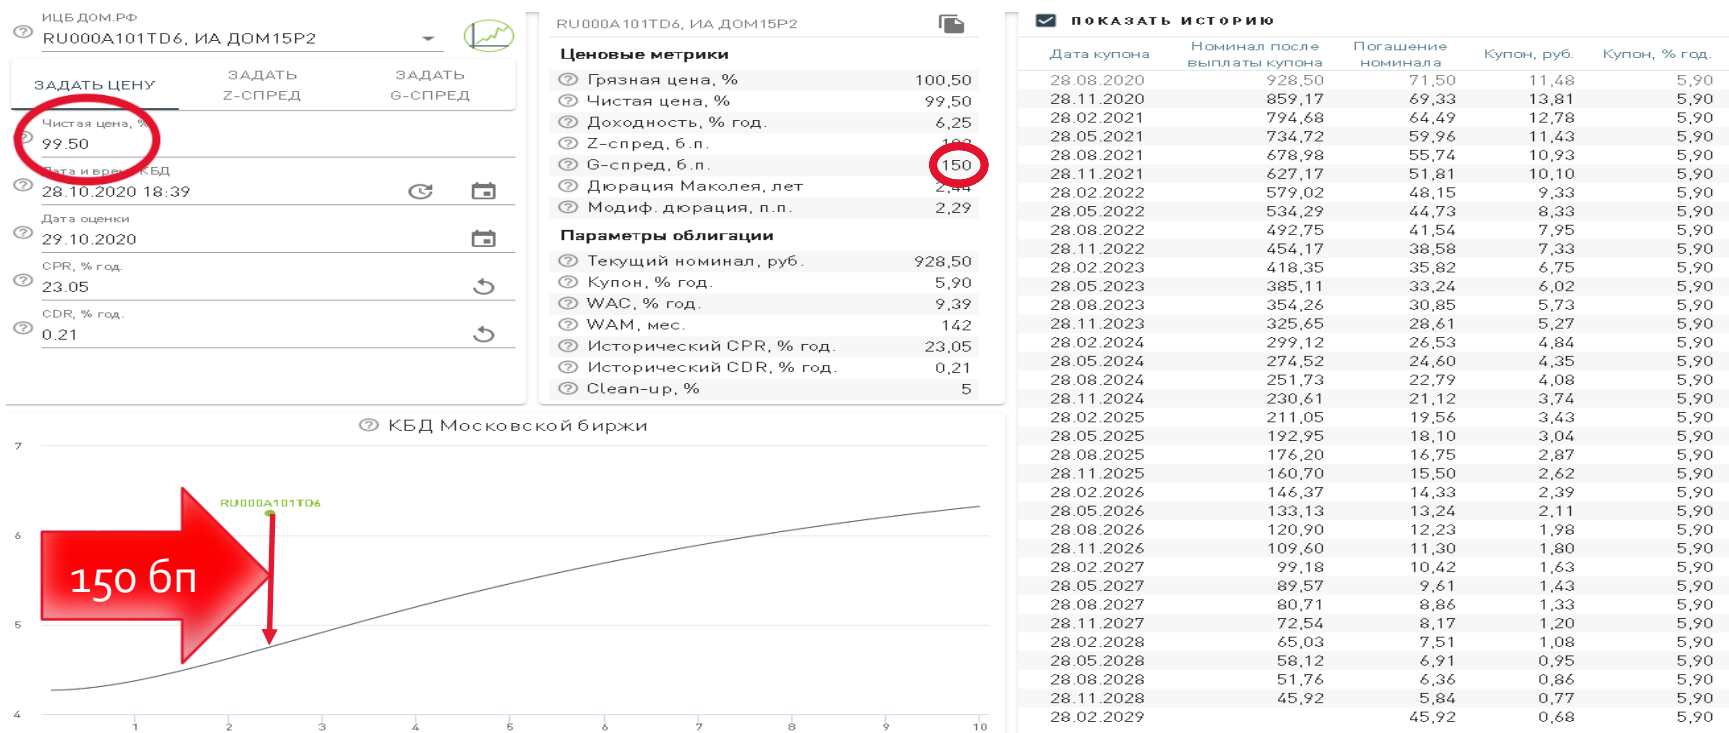 ИЦБ ДОМ.РФ
RU000A101TD6, ИА ДОМ15Р2
ЗАДАТЬ ЦЕНУ
ЗАДАТЬ
Z-СПРЕД
ЗАДАТЬ
G-СПРЕД
Чистая цена, %
99.50
Дата и время КБД
28.10.2020 18:39
Дата оценки
29.10.2020
CPR, % год.
23.05
CDR, % год.
0.21
RU000A101TD6, ИА ДОМ15Р2
Ценовые метрики
Грязная цена, % 100,50
Чистая цена, % 99,50
Доходность, % год. 6,25
Z-спред, б.п.
G-спред, б.п. 150
Дюрация Маколея, лет 2,44
Модиф. дюрация, п.п. 2,29
Параметры облигации
Текущий номинал, руб. 928,50
Купон, % год. 5,90
WAC, % год. 9,39
WAM, мес. 142
Исторический CPR, % год. 23,05
Исторический CDR, % год. 0,21
Clean-up, % 5
ПОКАЗАТЬ ИСТОРИЮ
Дата купона Номинал после выплаты купона Погашение номинала Купон, руб. Купон, % год.
28.08.2020 928,50 71,50 11,48 5,90
28.11.2020 859,17 69,33 13,81 5,90
28.02.2021 794,68 64,49 12,78 5,90
28.05.2021 734,72 59,96 11,43 5,90
28.08.2021 678,98 55,74 10,93 5,90
28.11.2021 627,17 51,81 10,10 5,90
28.02.2022 579,02 48,15 9,33 5,90
28.05.2022 534,29 44,73 8,33 5,90
28.08.2022 492,75 41,54 7,95 5,90
28.11.2022 454,17 38,58 7,33 5,90
28.02.2023 418,35 35,82 6,75 5,90
28.05.2023 385,11 33,24 6,02 5,90
28.08.2023 354,26 30,85 5,73 5,90
28.11.2023 325,65 28,61 5,27 5,90
28.02.2024 299,12 26,53 4,84 5,90
28.05.2024 274,52 24,60 4,35 5,90
28.08.2024 251,73 22,79 4,08 5,90
28.11.2024 230,61 21,12 3,74 5,90
28.02.2025 211,05 19,56 3,43 5,90
28.05.2025 192,95 18,10 3,04 5,90
28.08.2025 176,20 16,75 2,87 5,90
28.11.2025 160,70 15,50 2,62 5,90
28.02.2026 146,37 14,33 2,39 5,90
28.05.2026 133,13 13,24 2,11 5,90
28.08.2026 120,90 12,23 1,98 5,90
28.11.2026 109,60 11,30 1,80 5,90
28.02.2027 99,18 10,42 1,63 5,90
28.05.2027 89,57 9,61 1,43 5,90
28.08.2027 80,71 8,86 1,33 5,90
28.11.2027 72,54 8,17 1,20 5,90
28.02.2028 65,03 7,51 1,08 5,90
28.05.2028 58,12 6,91 0,95 5,90
28.08.2028 51,76 6,36 0,86 5,90
28.11.2028 45,92 5,84 0,77 5,90
28.02.2029 45,92 0,68 5,90
КБД Московской биржи
7
RU000A101TD6
6
150 бп
5
4
1 2 3 4 5 6 7 8 9 10